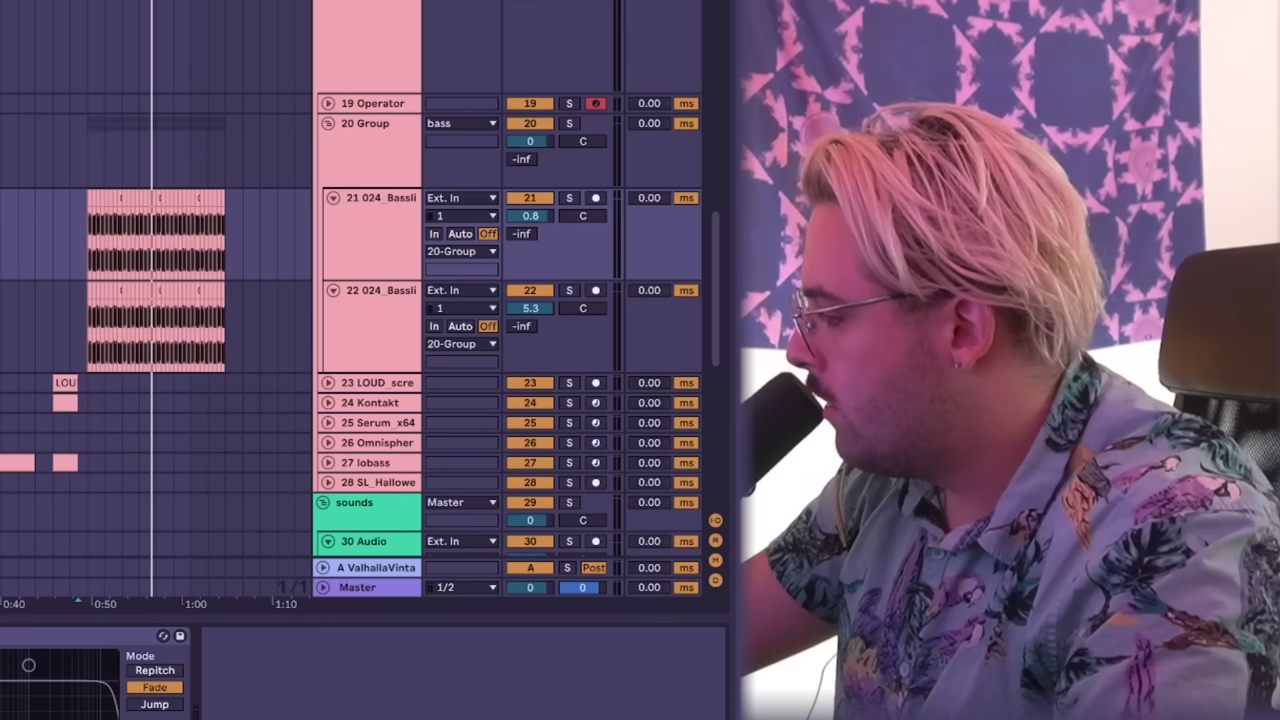 19 Operator 19 S 0.00 ms
20 Group bass 20 S 0.00 ms
0 C
-inf
21 024_Bassli Ext. In 21 S 0.00 ms
1 0.8 C
In Auto Off -inf
20-Group
22 024_Bassli Ext. In 22 S 0.00 ms
1 5.3 C
In Auto Off -inf
20-Group
LOU 23 LOUD_scre 23 S 0.00 ms
24 Kontakt 24 S 0.00 ms
25 Serum_x64 25 S 0.00 ms
26 Omnispher 26 S 0.00 ms
27 lobass 27 S 0.00 ms
28 SL_Hallowe 28 S 0.00 ms
sounds Master 29 S 0.00 ms
0 C
30 Audio Ext. In 30 S 0.00 ms
A ValhallaVinta A S Post 0.00 ms
1/1 Master 1/2 0 0 0.00 ms
0:40 0:50 1:00 1:10
Mode
Repitch
Fade
Jump